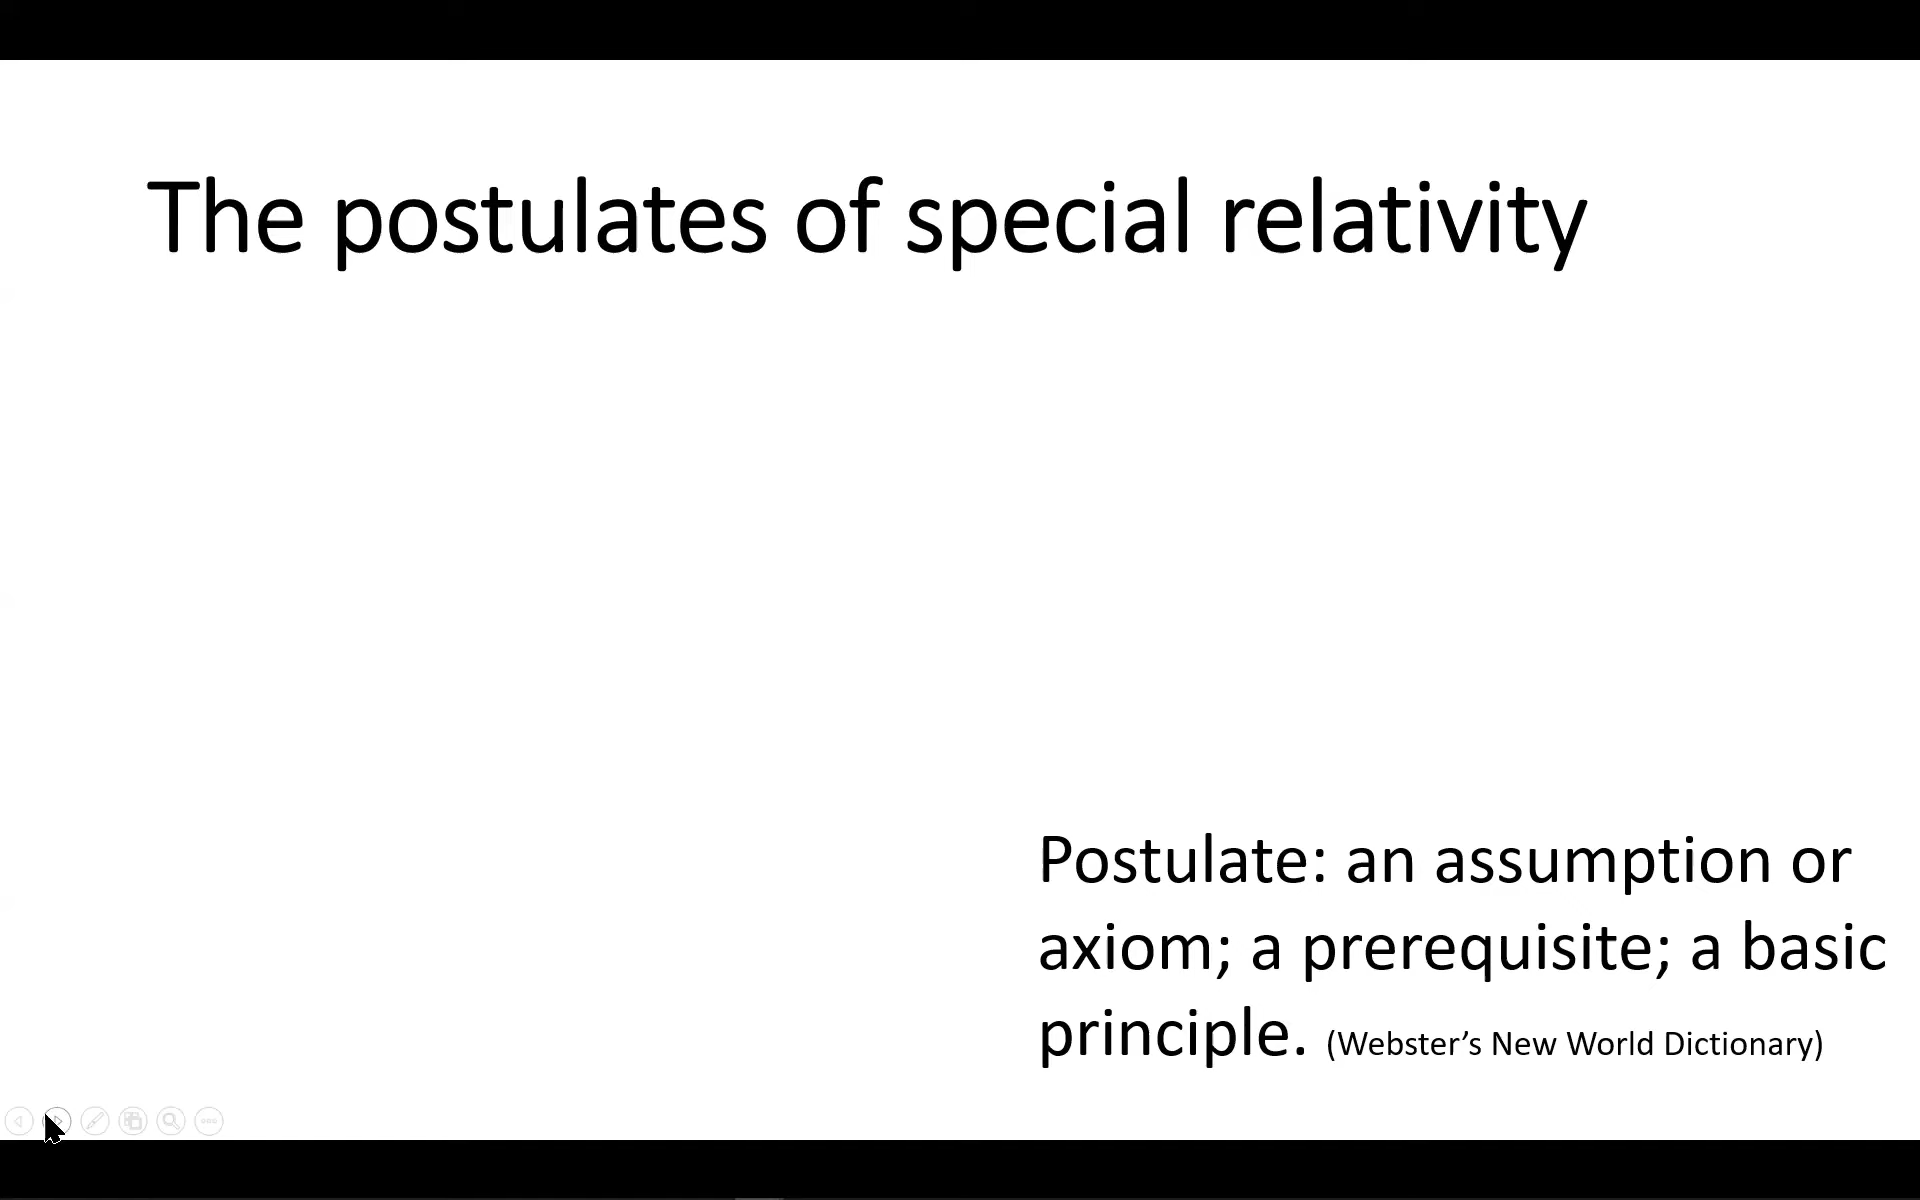 The postulates of special relativity
Postulate: an assumption or
axiom; a prerequisite; a basic
principle. (Webster’s New World Dictionary)